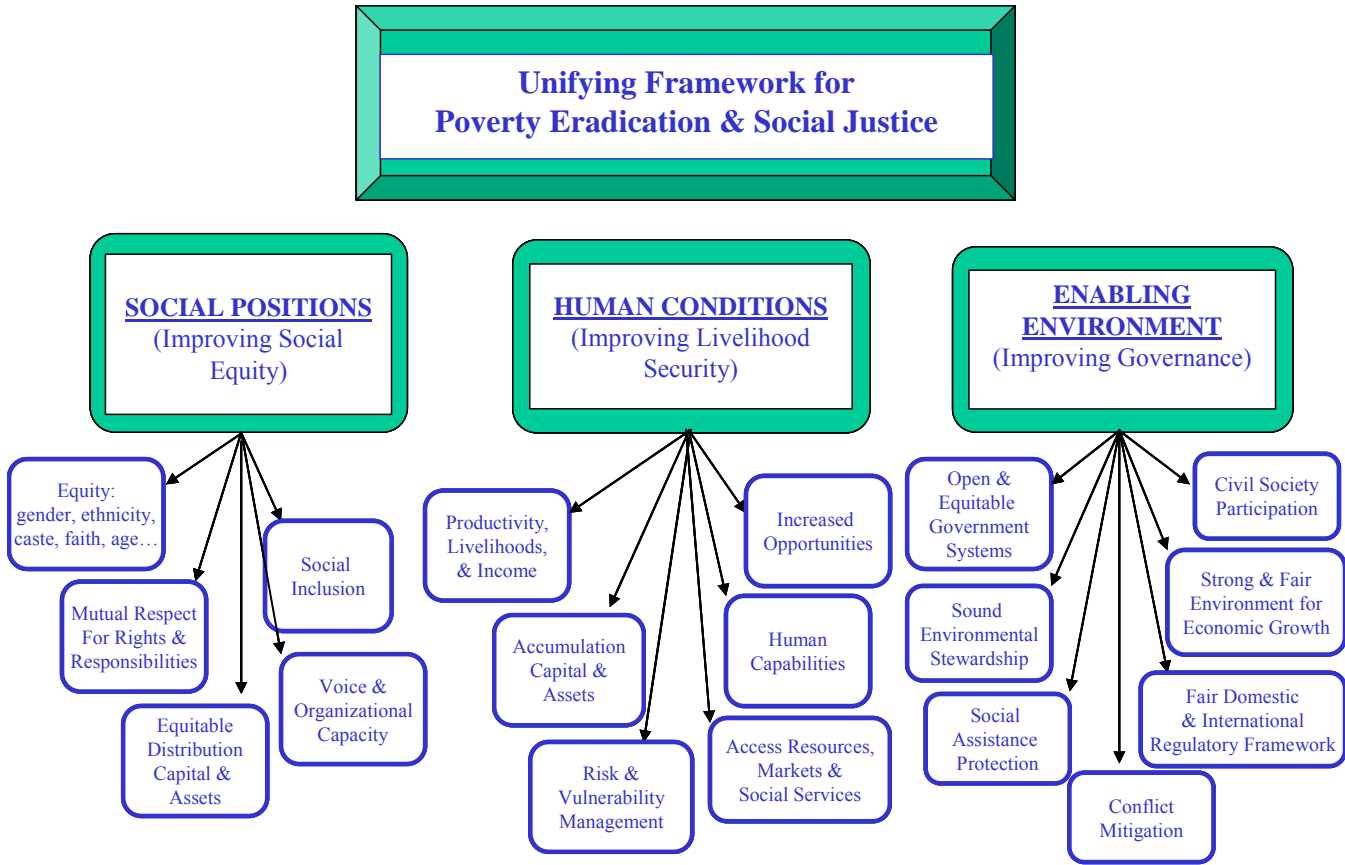 Unifying Framework for
Poverty Eradication & Social Justice
SOCIAL POSITIONS
(Improving Social
Equity)
HUMAN CONDITIONS
(Improving Livelihood
Security)
ENABLING
ENVIRONMENT
(Improving Governance)
Equity:
gender, ethnicity,
caste, faith, age…
Mutual Respect
For Rights &
Responsibilities
Equitable
Distribution
Capital &
Assets
Voice &
Organizational
Capacity
Social
Inclusion
Productivity,
Livelihoods,
& Income
Accumulation
Capital &
Assets
Risk &
Vulnerability
Management
Access Resources,
Markets &
Social Services
Human
Capabilities
Increased
Opportunities
Open &
Equitable
Government
Systems
Sound
Environmental
Stewardship
Social
Assistance
Protection
Conflict
Mitigation
Fair Domestic
& International
Regulatory Framework
Strong & Fair
Environment for
Economic Growth
Civil Society
Participation